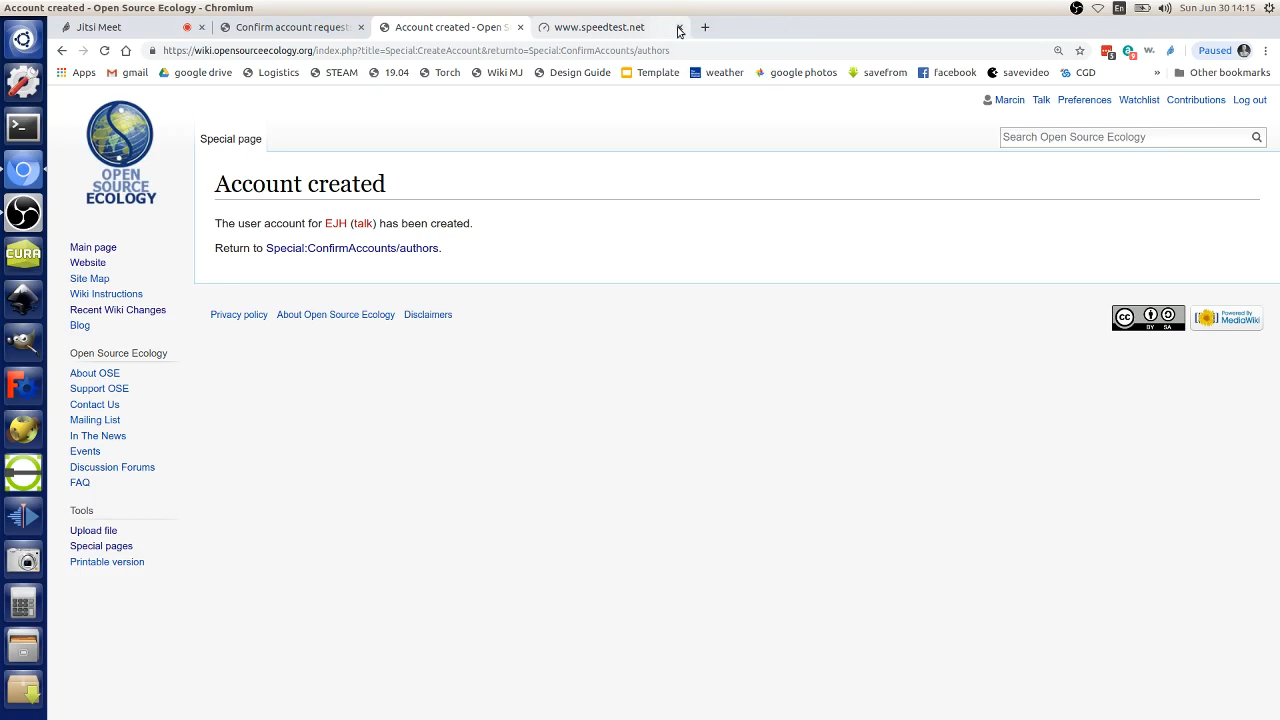 Account created - Open Source Ecology - Chromium
En
Sun Jun 30 14:15
Jitsi Meet
Confirm account request
Account created - Open S
www.speedtest.net
https://wiki.opensourceecology.org/index.php?title=Special:CreateAccount&returnto=Special:ConfirmAccounts/authors
Paused
Apps
gmail
google drive
Logistics
STEAM
19.04
Torch
Wiki MJ
Design Guide
Template
weather
google photos
savefrom
facebook
savevideo
CGD
»
Other bookmarks
Marcin Talk Preferences Watchlist Contributions Log out
Special page
Search Open Source Ecology
OPEN
SOURCE
ECOLOGY
Account created
The user account for EJH (talk) has been created.
Return to Special:ConfirmAccounts/authors.
Main page
Website
Site Map
Wiki Instructions
Recent Wiki Changes
Blog
Open Source Ecology
About OSE
Support OSE
Contact Us
Mailing List
In The News
Events
Discussion Forums
FAQ
Tools
Upload file
Special pages
Printable version
Privacy policy About Open Source Ecology Disclaimers
CC BY SA
Powered By
MediaWiki
CURA